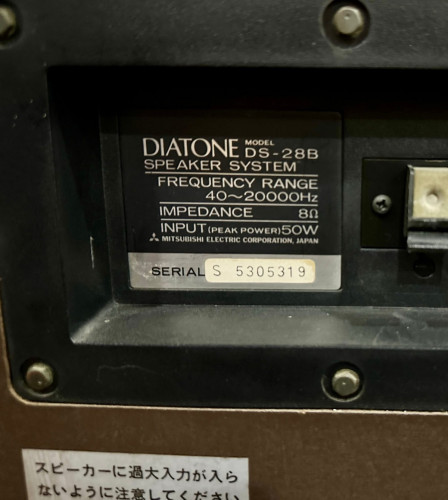 DIATONE MODEL DS-28B
SPEAKER SYSTEM
FREQUENCY RANGE
40～20000Hz
IMPEDANCE 8Ω
INPUT (PEAK POWER) 50W
MITSUBISHI ELECTRIC CORPORATION, JAPAN
SERIAL S 5305319
スピーカーに過大入力が入ら
ないように注意してください